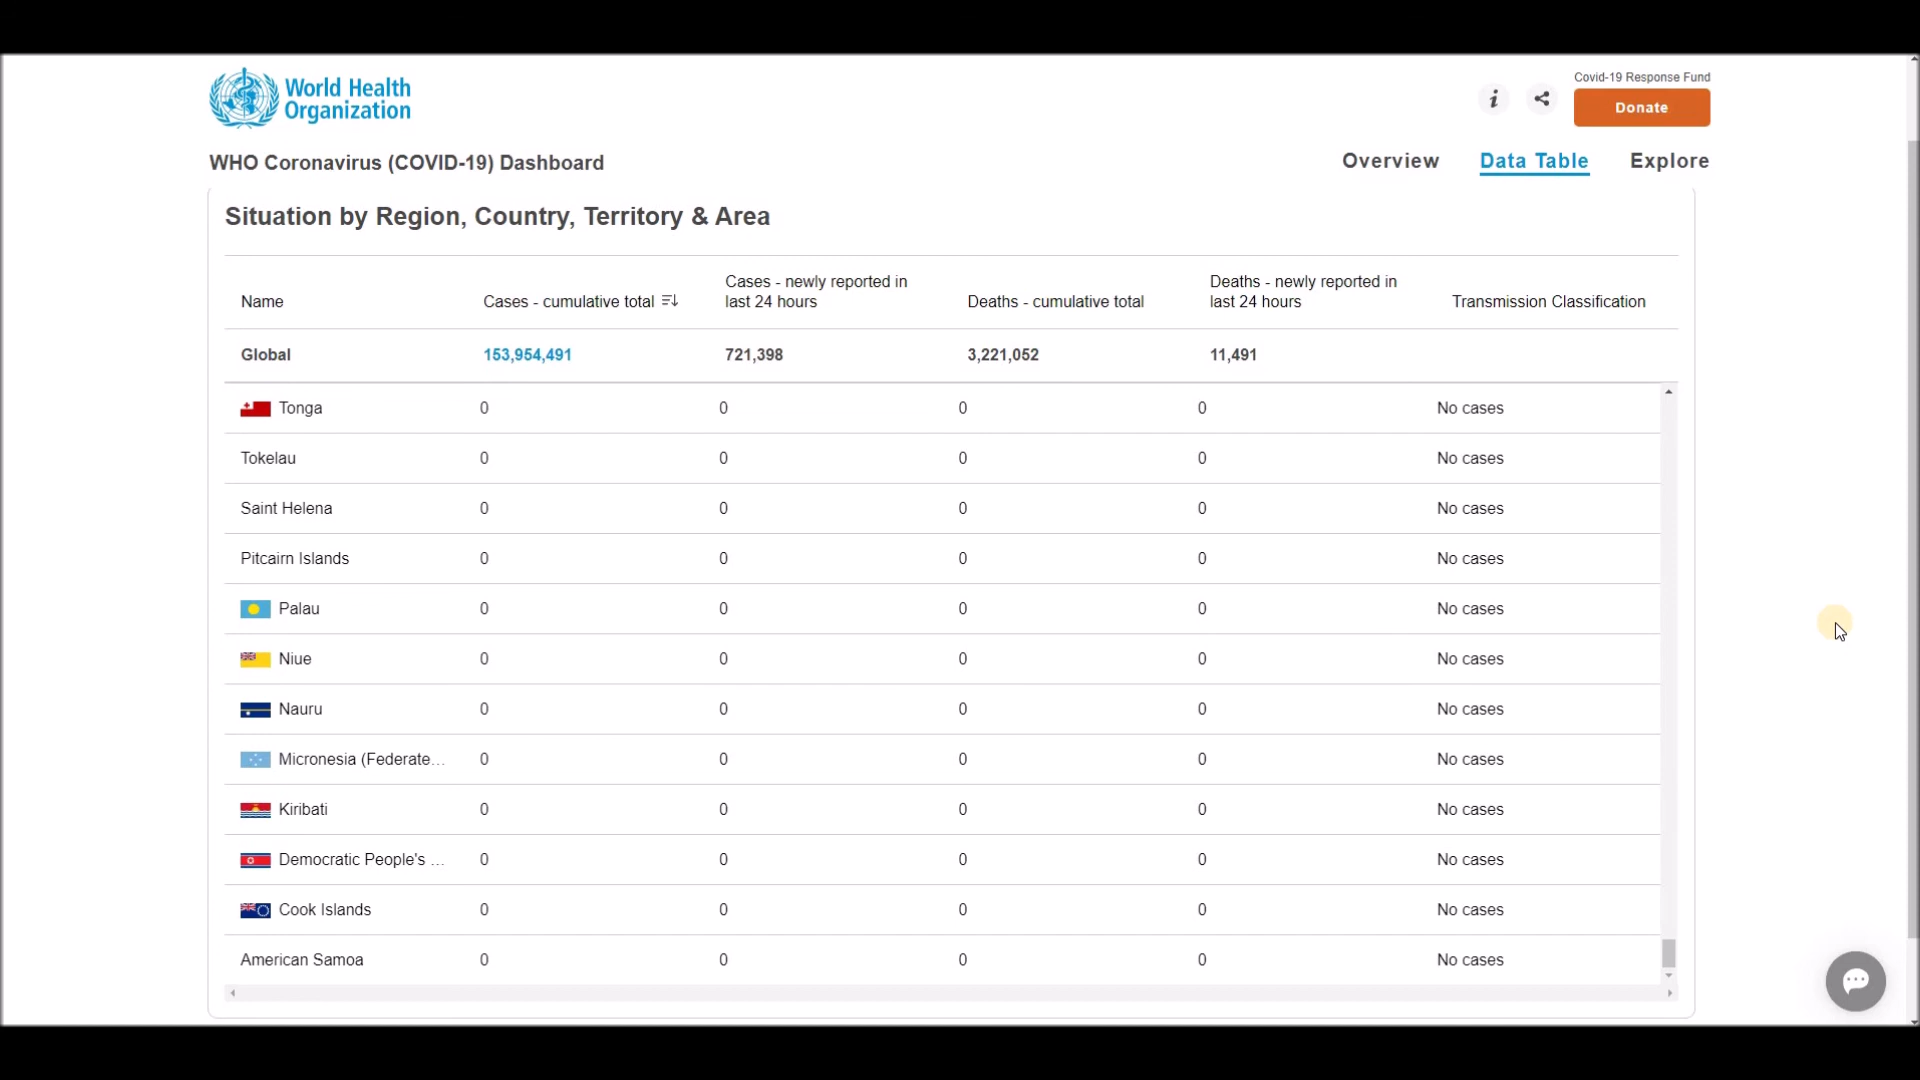 World Health
Organization
Covid-19 Response Fund
Donate
WHO Coronavirus (COVID-19) Dashboard
Overview Data Table Explore
Situation by Region, Country, Territory & Area
Name Cases - cumulative total Cases - newly reported in last 24 hours Deaths - cumulative total Deaths - newly reported in last 24 hours Transmission Classification
Global 153,954,491 721,398 3,221,052 11,491
Tonga 0 0 0 0 No cases
Tokelau 0 0 0 0 No cases
Saint Helena 0 0 0 0 No cases
Pitcairn Islands 0 0 0 0 No cases
Palau 0 0 0 0 No cases
Niue 0 0 0 0 No cases
Nauru 0 0 0 0 No cases
Micronesia (Federate... 0 0 0 0 No cases
Kiribati 0 0 0 0 No cases
Democratic People's ... 0 0 0 0 No cases
Cook Islands 0 0 0 0 No cases
American Samoa 0 0 0 0 No cases